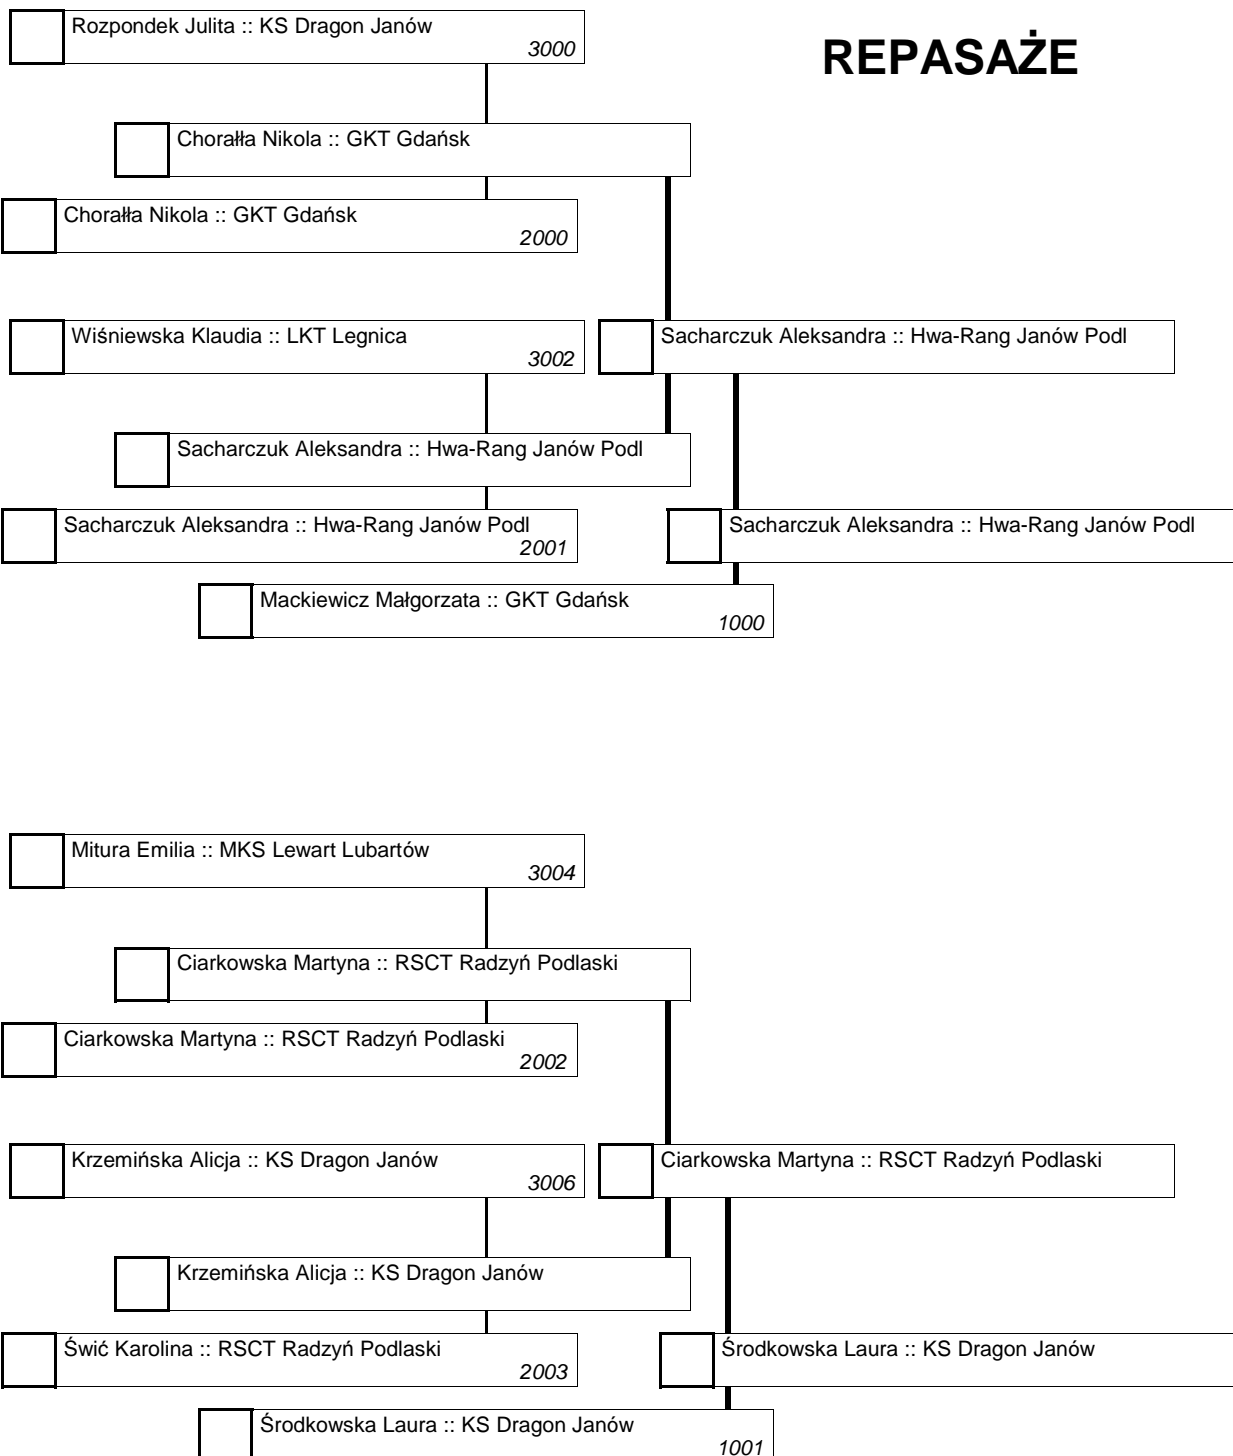 Rozpondek Julita :: KS Dragon Janów
3000
REPASAŻE
Chorałła Nikola :: GKT Gdańsk
Chorałła Nikola :: GKT Gdańsk
2000
Wiśniewska Klaudia :: LKT Legnica
3002
Sacharczuk Aleksandra :: Hwa-Rang Janów Podl
Sacharczuk Aleksandra :: Hwa-Rang Janów Podl
Sacharczuk Aleksandra :: Hwa-Rang Janów Podl
2001
Sacharczuk Aleksandra :: Hwa-Rang Janów Podl
Mackiewicz Małgorzata :: GKT Gdańsk
1000
Mitura Emilia :: MKS Lewart Lubartów
3004
Ciarkowska Martyna :: RSCT Radzyń Podlaski
Ciarkowska Martyna :: RSCT Radzyń Podlaski
2002
Krzemińska Alicja :: KS Dragon Janów
3006
Ciarkowska Martyna :: RSCT Radzyń Podlaski
Krzemińska Alicja :: KS Dragon Janów
Świć Karolina :: RSCT Radzyń Podlaski
2003
Środkowska Laura :: KS Dragon Janów
Środkowska Laura :: KS Dragon Janów
1001